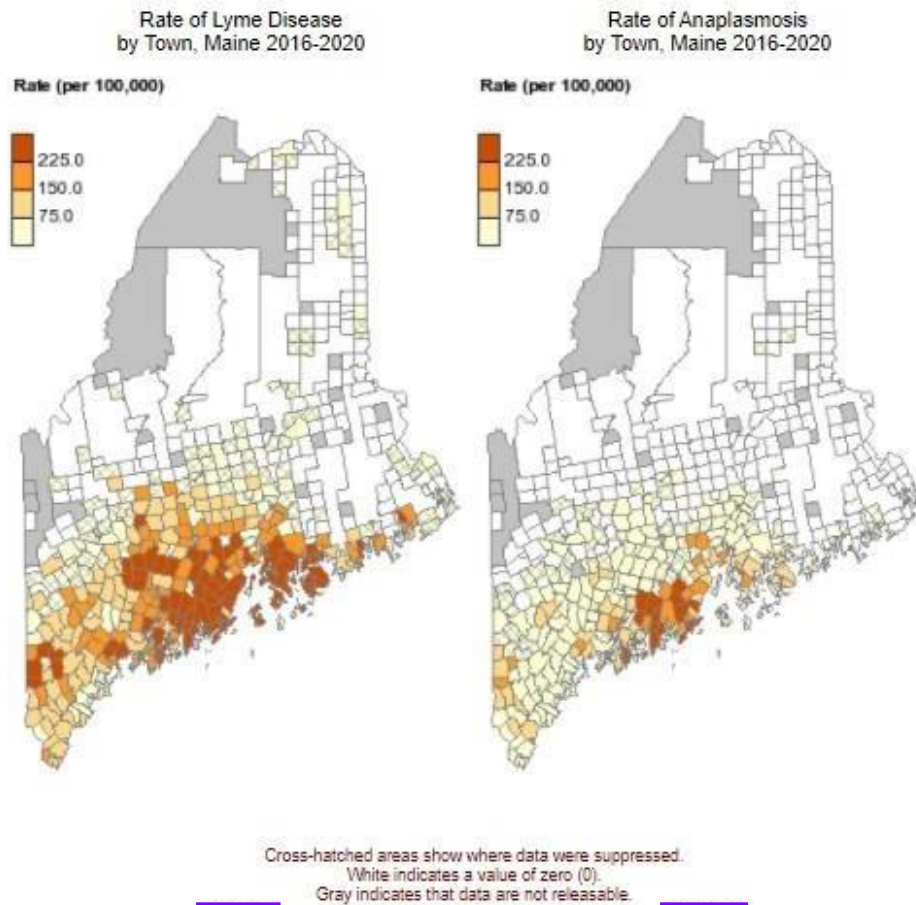 Rate of Lyme Disease
by Town, Maine 2016-2020
Rate (per 100,000)
225.0
150.0
75.0
Rate of Anaplasmosis
by Town, Maine 2016-2020
Rate (per 100,000)
225.0
150.0
75.0
Cross-hatched areas show where data were suppressed.
White indicates a value of zero (0).
Gray indicates that data are not releasable.